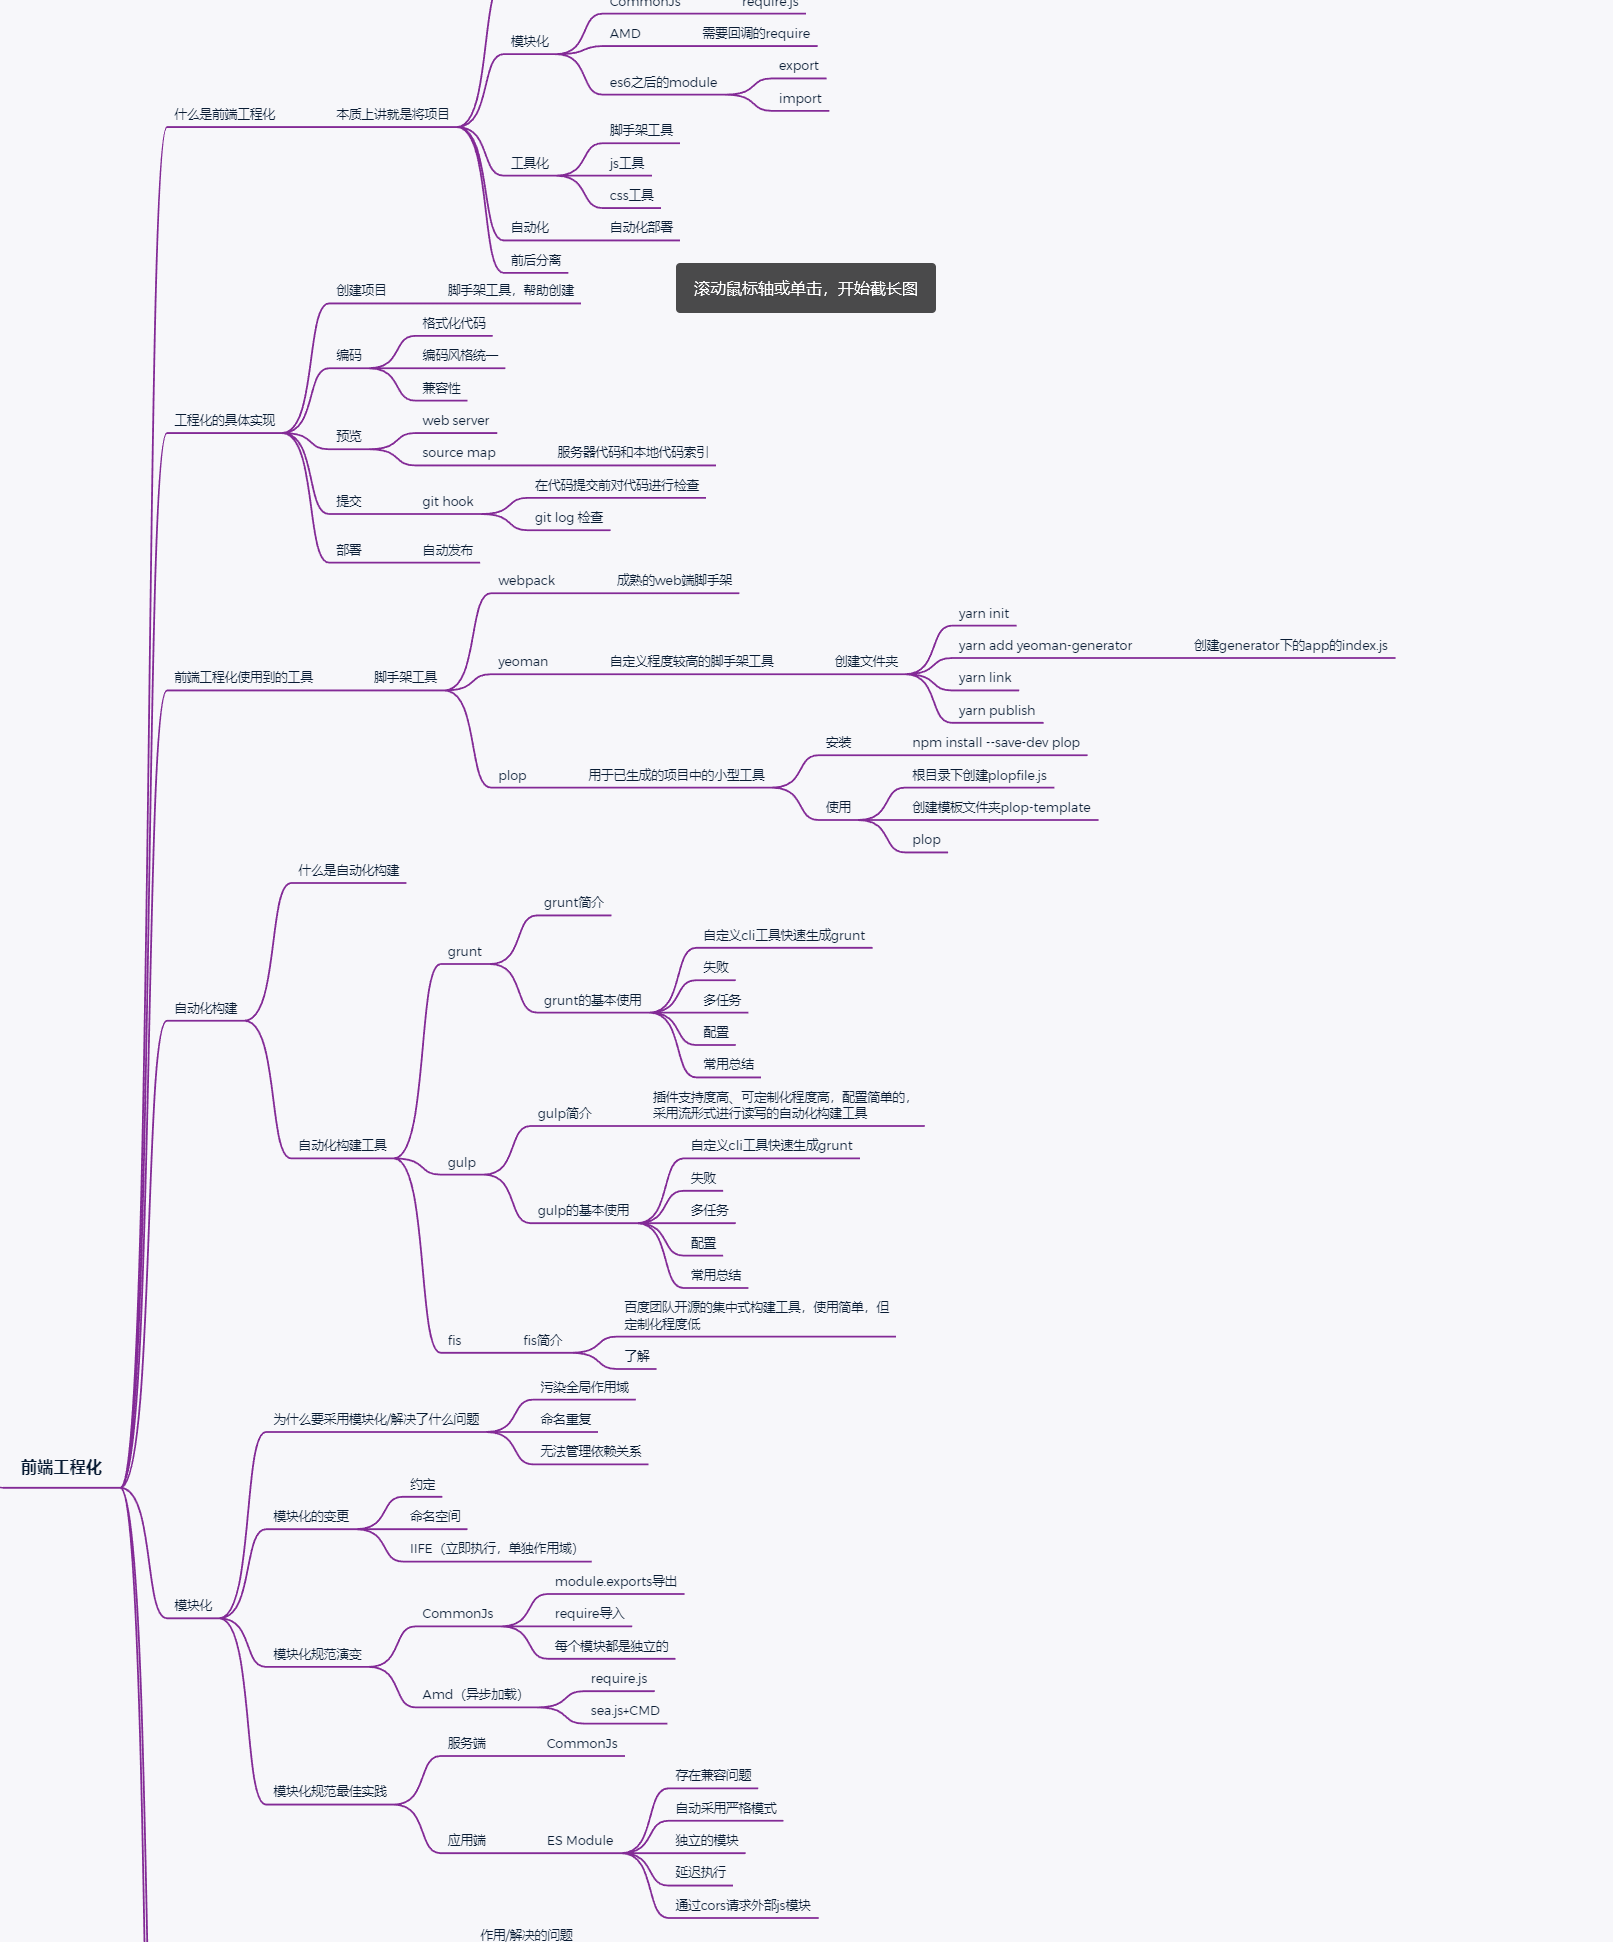 CommonJs
require.js
模块化
AMD
需要回调的require
es6之后的module
export
import
什么是前端工程化
本质上讲就是将项目
脚手架工具
工具化
js工具
css工具
自动化
自动化部署
前后分离
滚动鼠标轴或单击，开始截长图
创建项目
脚手架工具，帮助创建
格式化代码
编码
编码风格统一
兼容性
工程化的具体实现
web server
预览
source map
服务器代码和本地代码索引
在代码提交前对代码进行检查
提交
git hook
git log 检查
部署
自动发布
webpack
成熟的web端脚手架
yarn init
yarn add yeoman-generator
创建generator下的app的index.js
yeoman
自定义程度较高的脚手架工具
创建文件夹
前端工程化使用到的工具
脚手架工具
yarn link
yarn publish
安装
npm install --save-dev plop
plop
用于已生成的项目中的小型工具
根目录下创建plopfile.js
使用
创建模板文件夹plop-template
plop
什么是自动化构建
grunt简介
grunt
自定义cli工具快速生成grunt
失败
grunt的基本使用
多任务
自动化构建
配置
常用总结
插件支持度高、可定制化程度高，配置简单的，
采用流形式进行读写的自动化构建工具
gulp简介
自动化构建工具
自定义cli工具快速生成grunt
gulp
失败
gulp的基本使用
多任务
配置
常用总结
百度团队开源的集中式构建工具，使用简单，但
定制化程度低
fis
fis简介
了解
污染全局作用域
为什么要采用模块化/解决了什么问题
命名重复
无法管理依赖关系
前端工程化
约定
模块化的变更
命名空间
IIFE（立即执行，单独作用域）
module.exports导出
模块化
CommonJs
require导入
每个模块都是独立的
模块化规范演变
require.js
Amd（异步加载）
sea.js+CMD
服务端
CommonJs
存在兼容问题
模块化规范最佳实践
自动采用严格模式
应用端
ES Module
独立的模块
延迟执行
通过cors请求外部js模块
作用/解决的问题